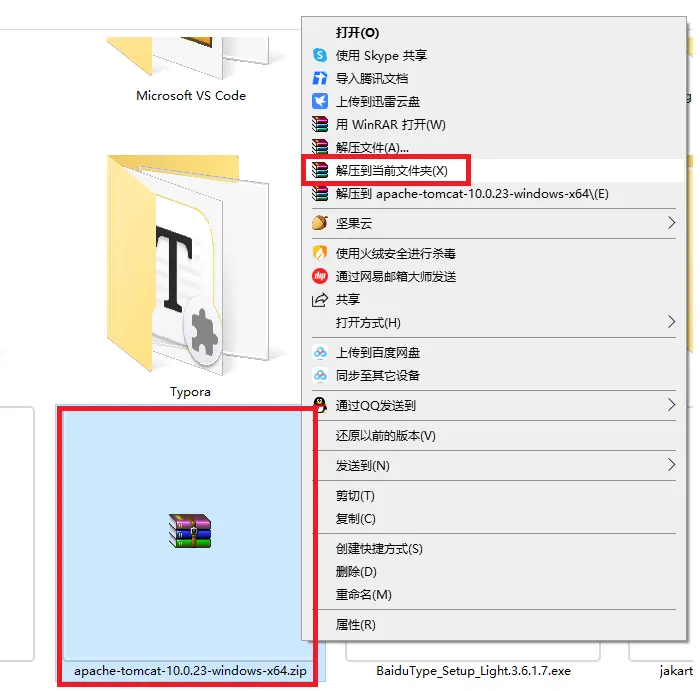 Microsoft VS Code
Typora
apache-tomcat-10.0.23-windows-x64.zip
打开(O)
使用 Skype 共享
导入腾讯文档
上传到迅雷云盘
用 WinRAR 打开(W)
解压文件(A)...
解压到当前文件夹(X)
解压到 apache-tomcat-10.0.23-windows-x64\(E)
坚果云
使用火绒安全进行杀毒
通过网易邮箱大师发送
共享
打开方式(H)
上传到百度网盘
同步至其它设备
通过QQ发送到
还原以前的版本(V)
发送到(N)
剪切(T)
复制(C)
创建快捷方式(S)
删除(D)
重命名(M)
属性(R)
BaiduType_Setup_Light.3.6.1.7.exe
jakart